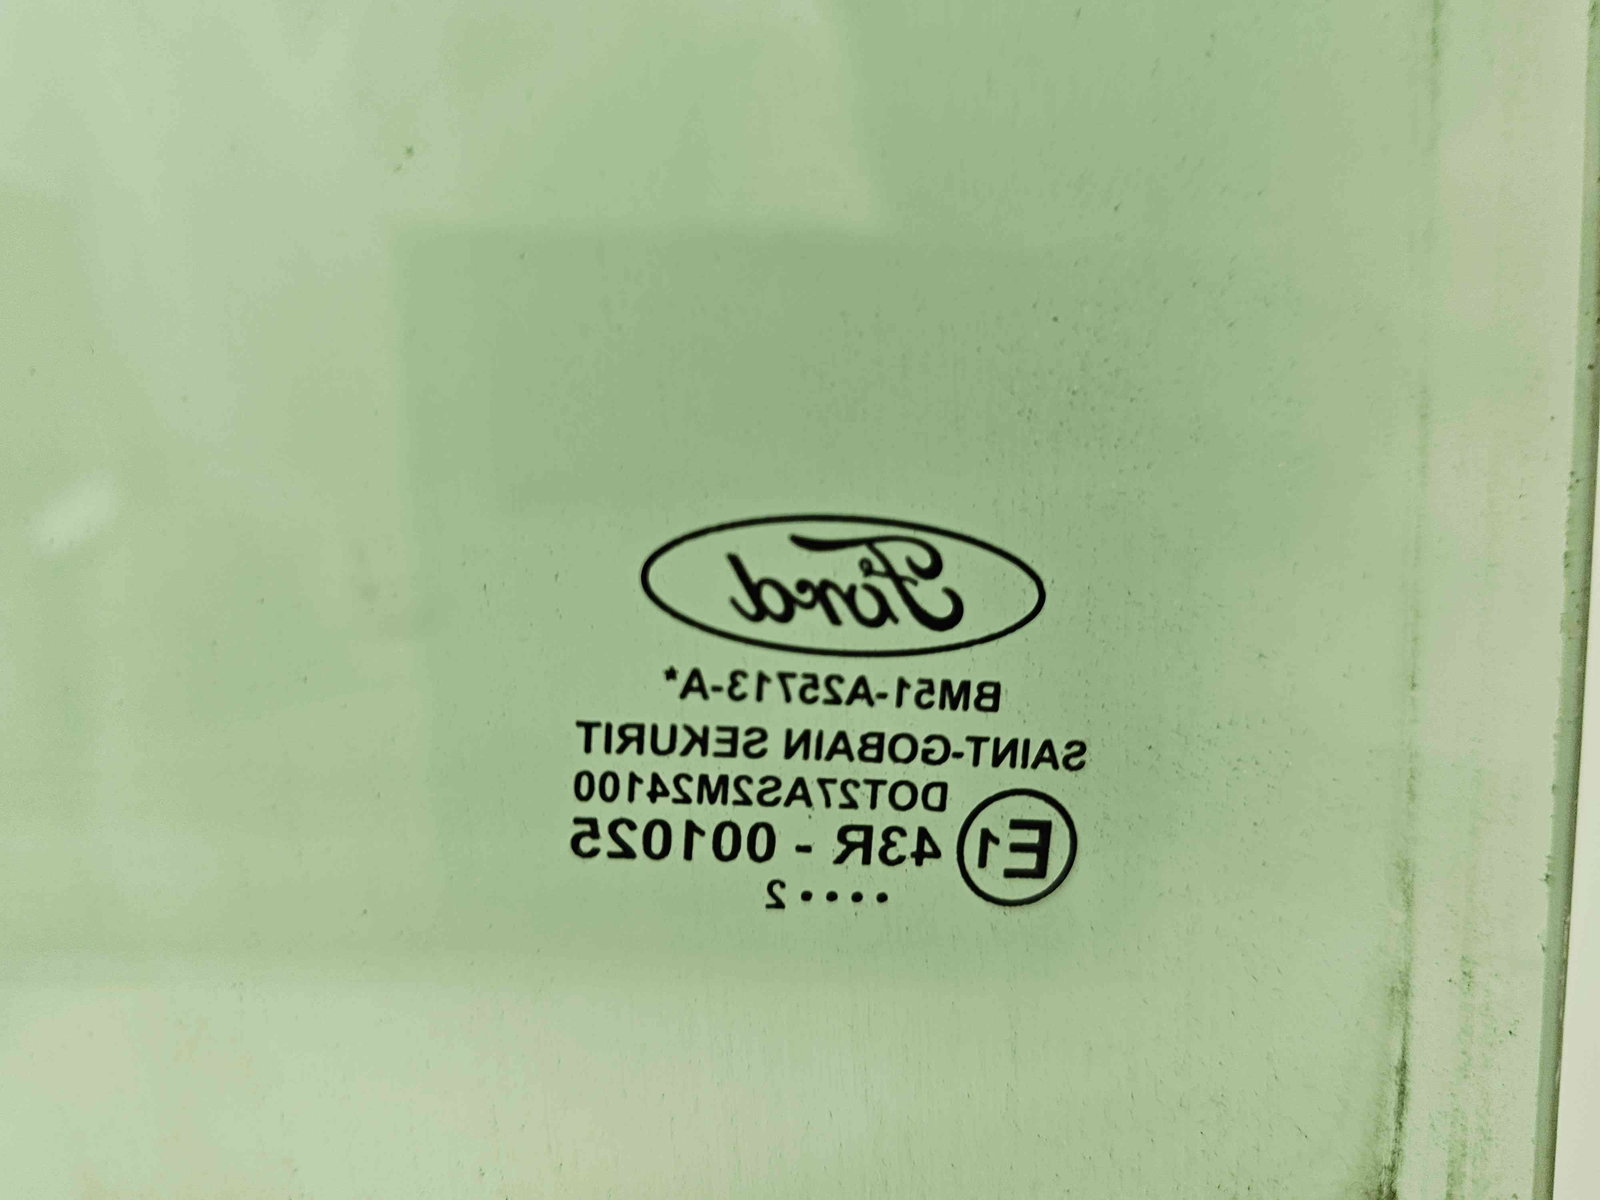 Ford
BM51-A25713-A*
SAINT-GOBAIN SEKURIT
DOT27AS2M24100
E1 43R - 001025
....2